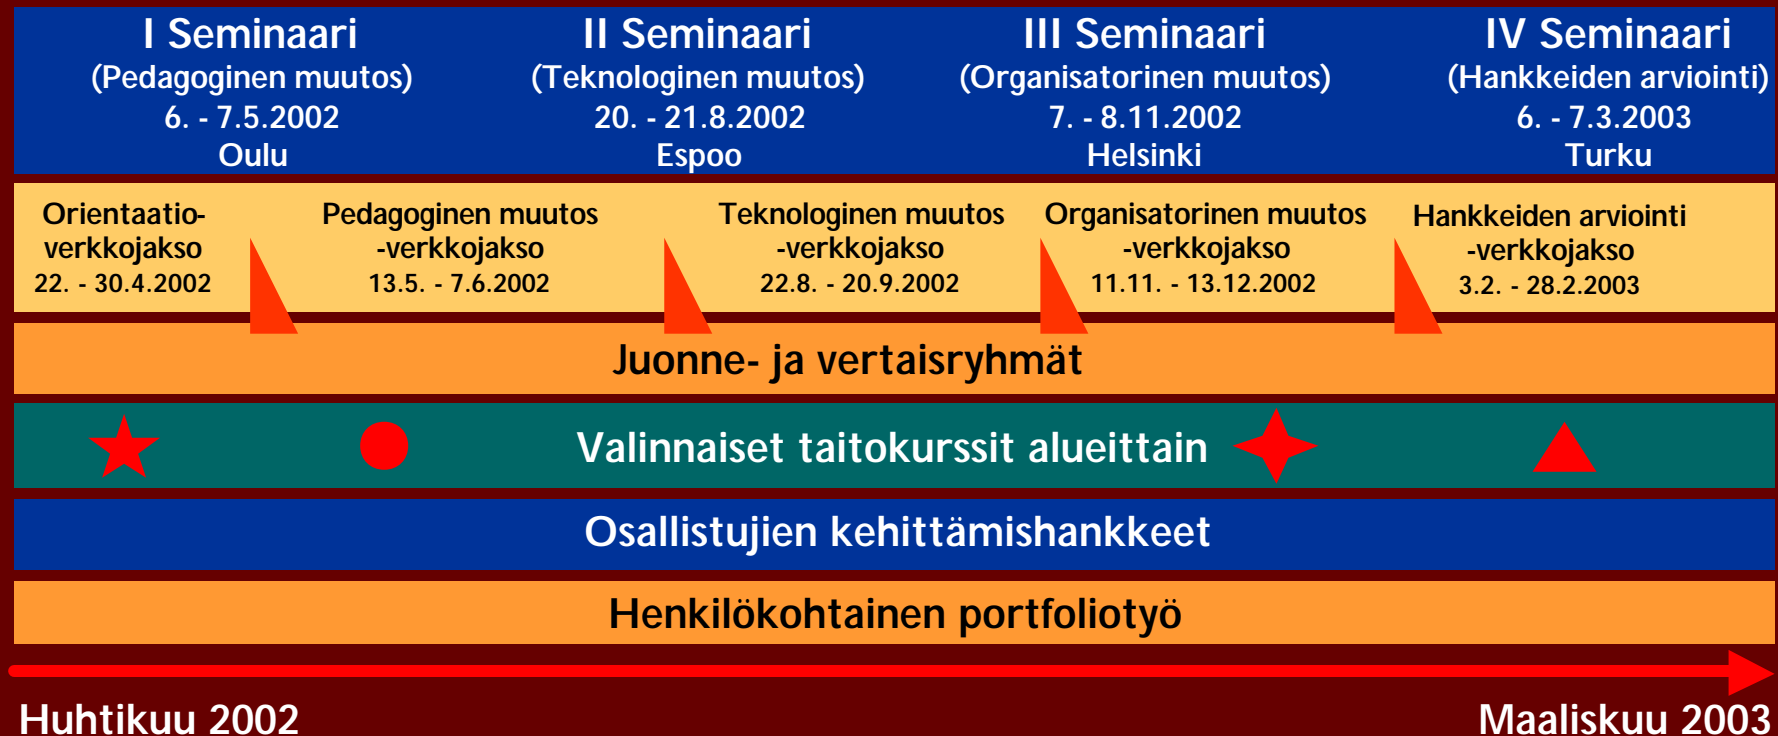 I Seminaari
(Pedagoginen muutos)
6. - 7.5.2002
Oulu
II Seminaari
(Teknologinen muutos)
20. - 21.8.2002
Espoo
III Seminaari
(Organisatorinen muutos)
7. - 8.11.2002
Helsinki
IV Seminaari
(Hankkeiden arviointi)
6. - 7.3.2003
Turku
Orientaatio-
verkkojakso
22. - 30.4.2002
Pedagoginen muutos
-verkkojakso
13.5. - 7.6.2002
Teknologinen muutos
-verkkojakso
22.8. - 20.9.2002
Organisatorinen muutos
-verkkojakso
11.11. - 13.12.2002
Hankkeiden arviointi
-verkkojakso
3.2. - 28.2.2003
Juonne- ja vertaisryhmät
Valinnaiset taitokurssit alueittain
Osallistujien kehittämishankkeet
Henkilökohtainen portfoliotyö
Huhtikuu 2002
Maaliskuu 2003